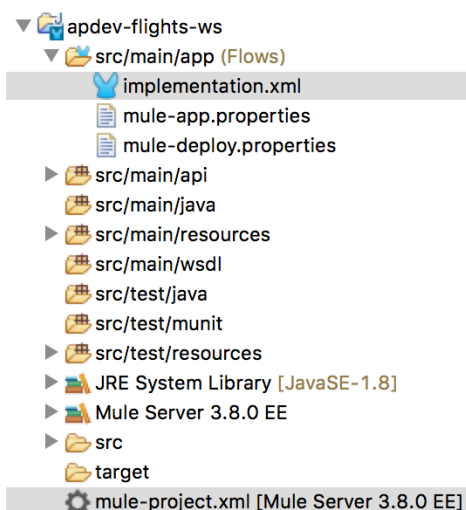 apdev-flights-ws
src/main/app (Flows)
implementation.xml
mule-app.properties
mule-deploy.properties
src/main/api
src/main/java
src/main/resources
src/main/wsdl
src/test/java
src/test/munit
src/test/resources
JRE System Library [JavaSE-1.8]
Mule Server 3.8.0 EE
src
target
mule-project.xml [Mule Server 3.8.0 EE]